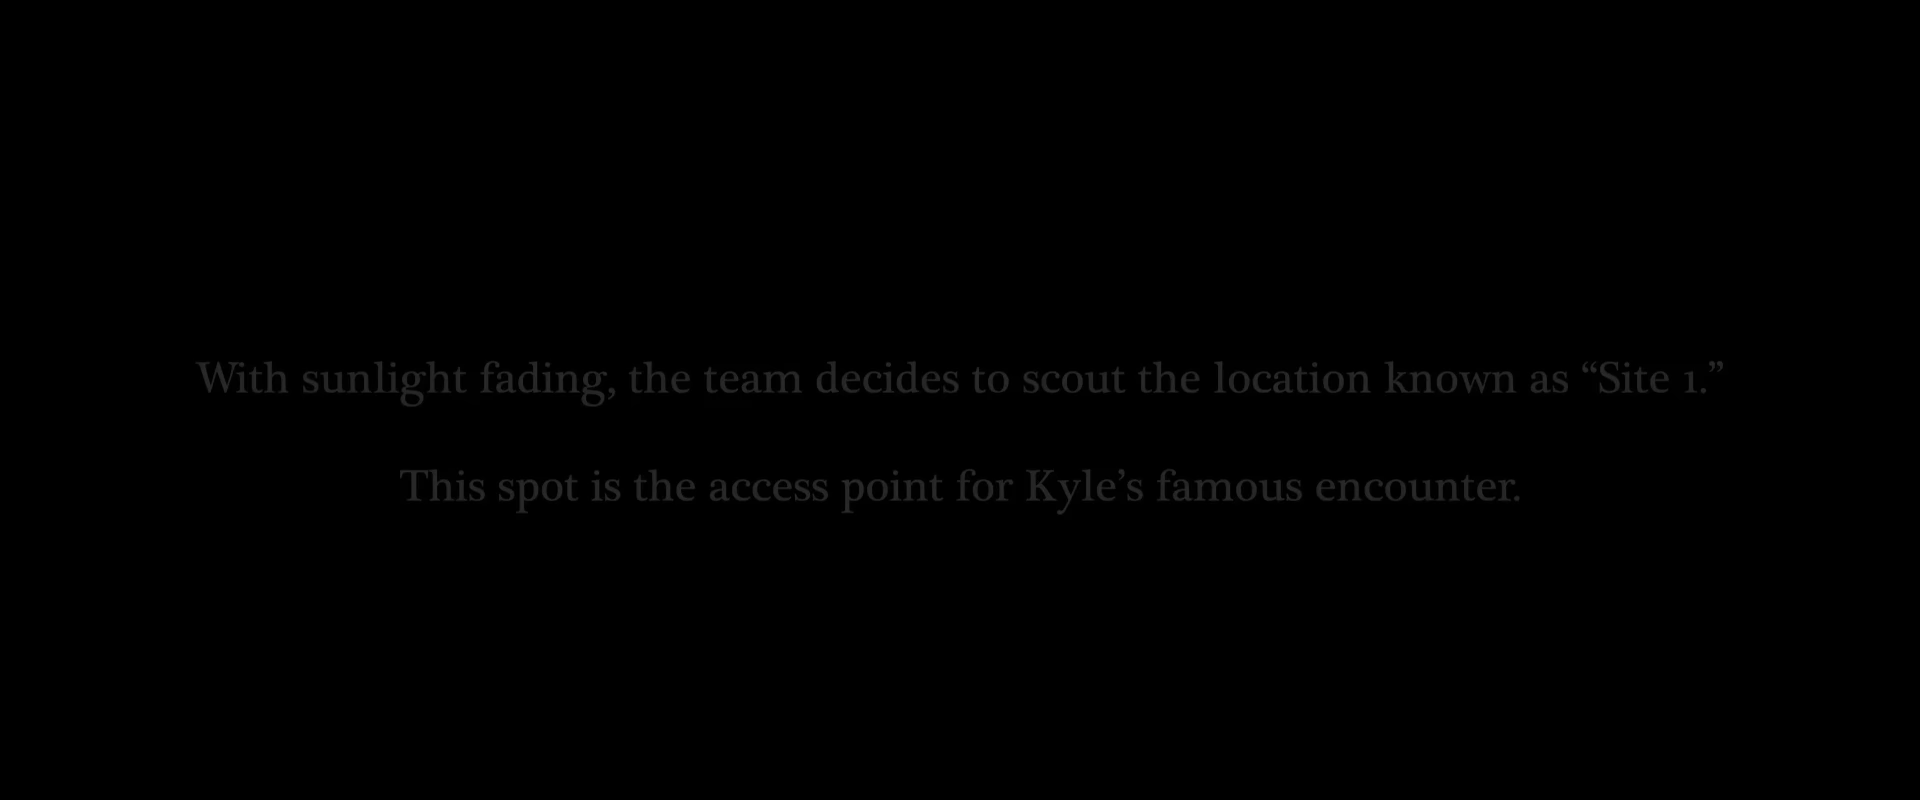 With sunlight fading, the team decides to scout the location known as “Site 1.”
This spot is the access point for Kyle’s famous encounter.